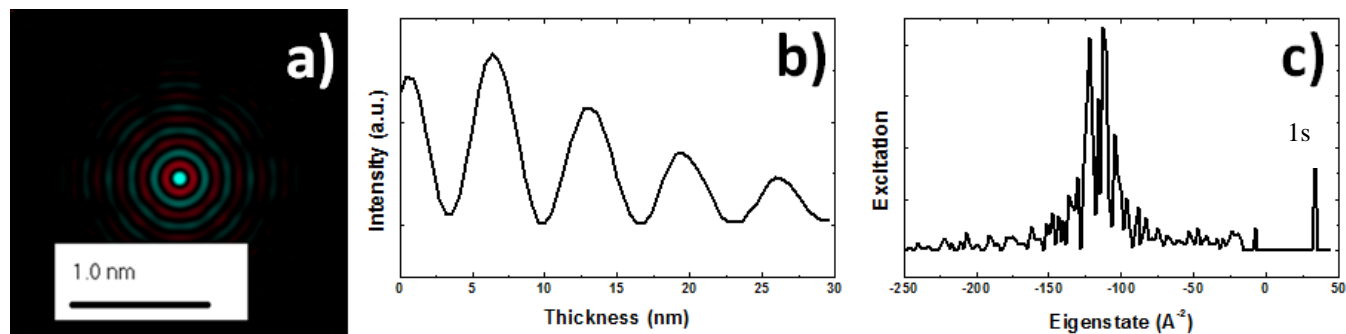 a)
1.0 nm
b)
Intensity (a.u.)
0 5 10 15 20 25 30
Thickness (nm)
c)
1s
Excitation
-250 -200 -150 -100 -50 0 50
Eigenstate (A⁻²)